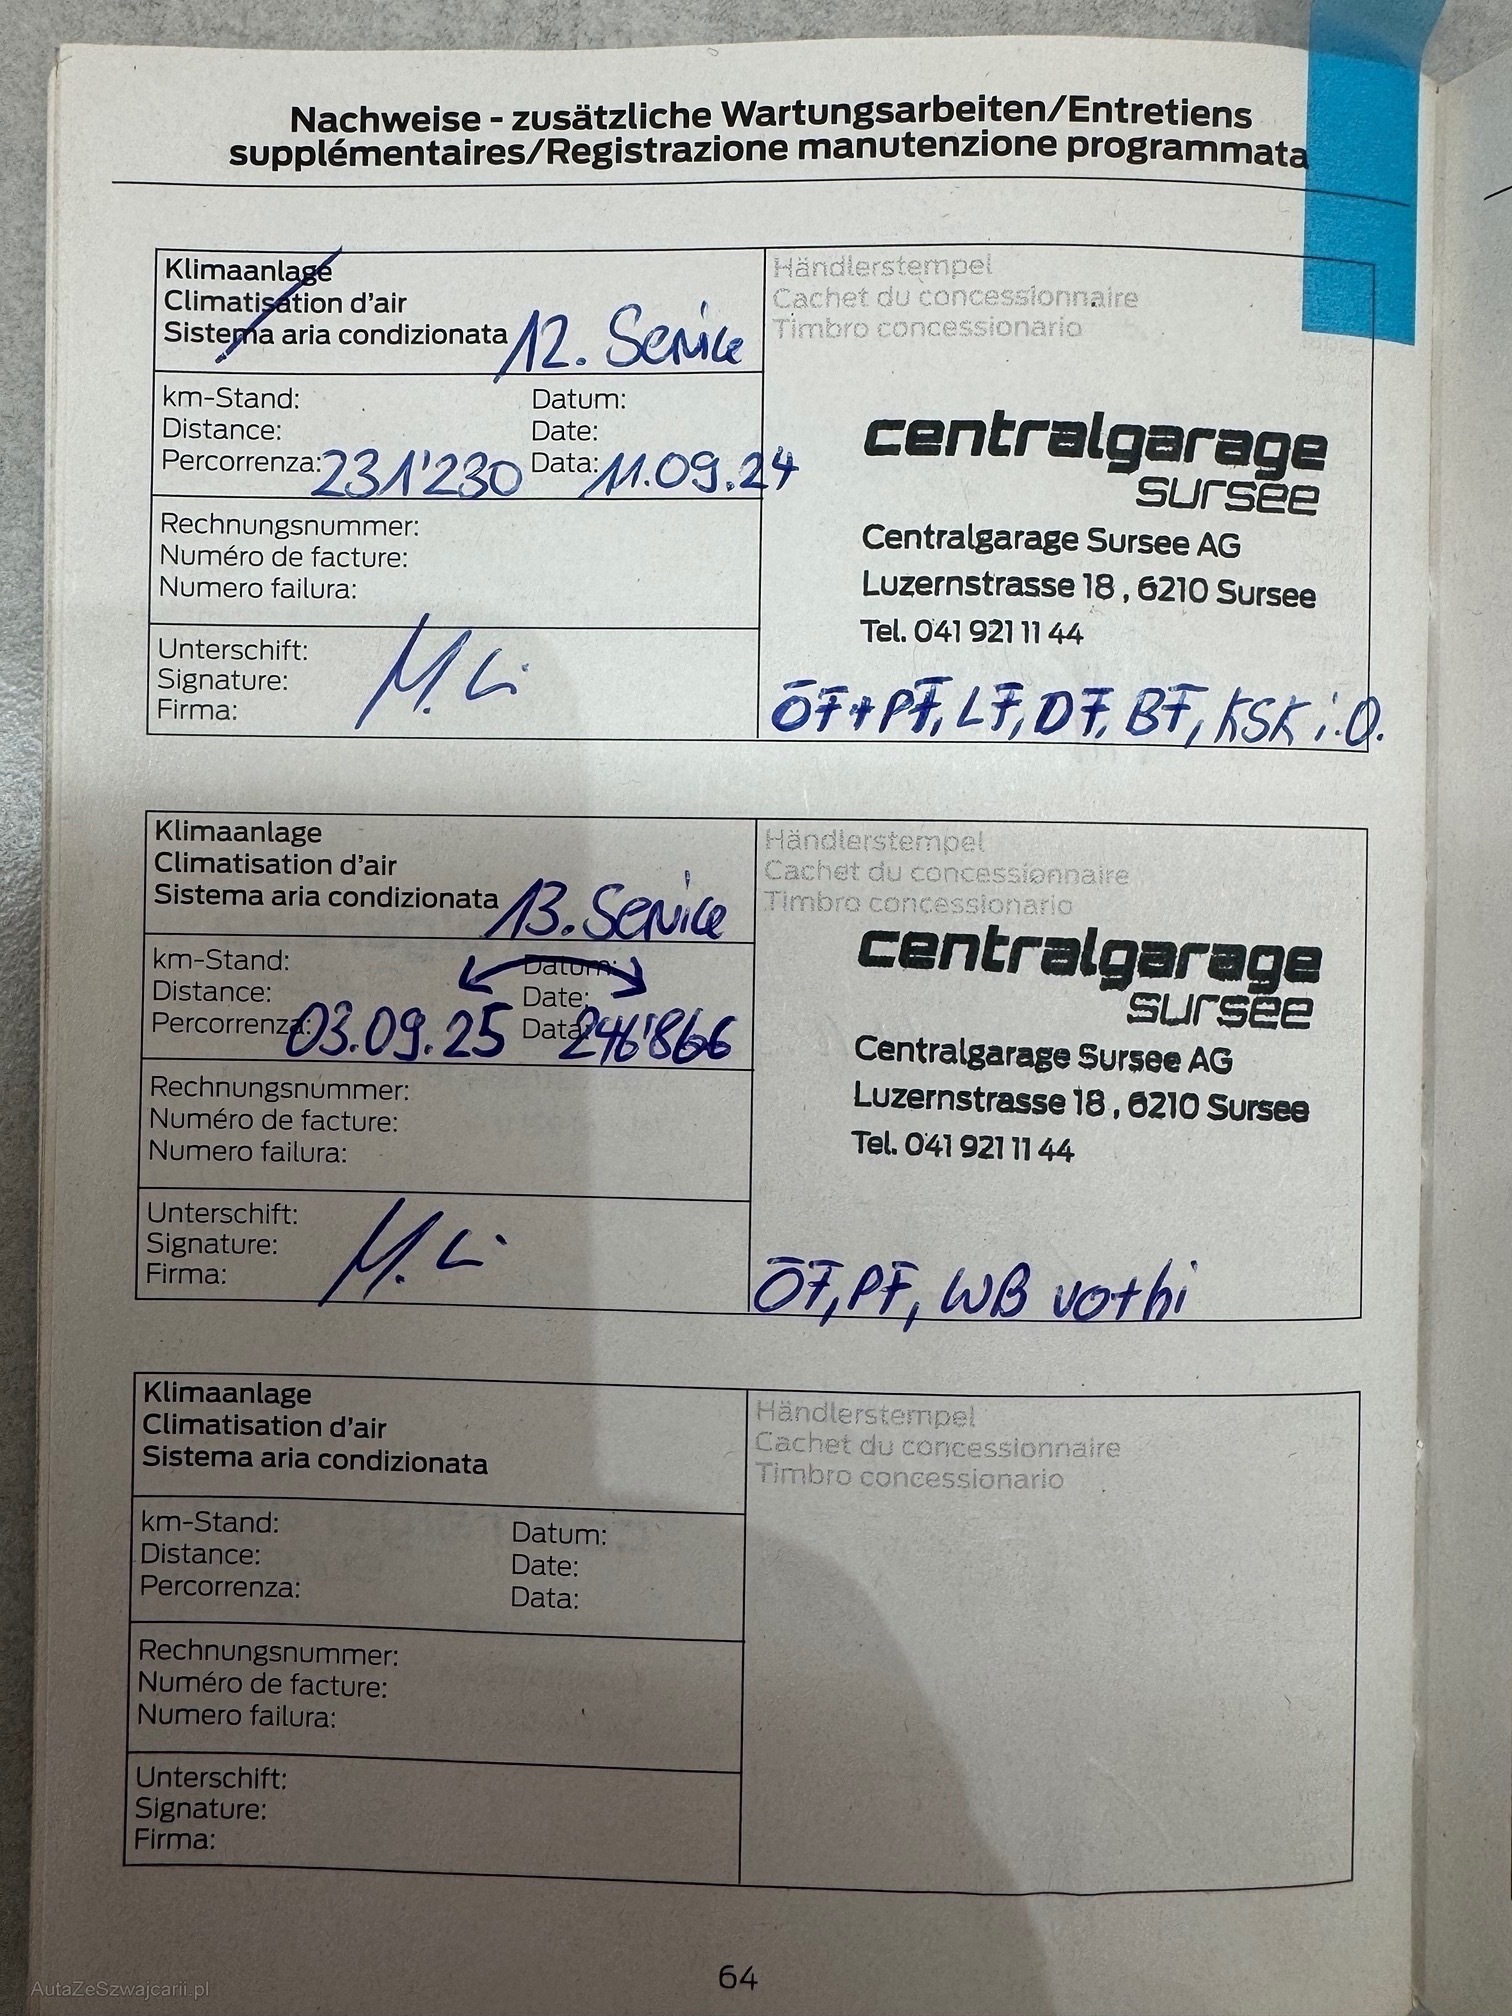 Nachweise - zusätzliche Wartungsarbeiten/Entretiens
supplémentaires/Registrazione manutenzione programmata
Klimaanlage
Climatisation d'air
Sistema aria condizionata 12. Service
Händlerstempel
Cachet du concessionnaire
Timbro concessionario
km-Stand: Datum:
Distance: Date:
Percorrenza: 231'230 Data: 11.09.24
centralgarage
sursee
Centralgarage Sursee AG
Luzernstrasse 18, 6210 Sursee
Tel. 041 921 11 44
Rechnungsnummer:
Numéro de facture:
Numero failura:
Unterschift:
Signature:
Firma:
ÖF+PF, LF, DF, BF, KSK i.O.
Klimaanlage
Climatisation d'air
Sistema aria condizionata 13. Service
Händlerstempel
Cachet du concessionnaire
Timbro concessionario
km-Stand: Datum:
Distance: Date:
Percorrenza: 03.09.25 Data 246'866
centralgarage
sursee
Centralgarage Sursee AG
Luzernstrasse 18, 6210 Sursee
Tel. 041 921 11 44
Rechnungsnummer:
Numéro de facture:
Numero failura:
Unterschift:
Signature:
Firma:
ÖF, PF, WB
Klimaanlage
Climatisation d'air
Sistema aria condizionata
Händlerstempel
Cachet du concessionnaire
Timbro concessionario
km-Stand: Datum:
Distance: Date:
Percorrenza: Data:
Rechnungsnummer:
Numéro de facture:
Numero failura:
Unterschift:
Signature:
Firma:
64
AutaZeSzwajcarii.pl